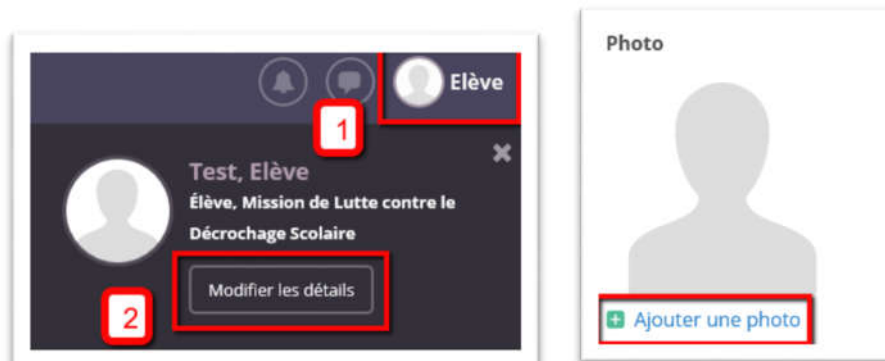 Elève
1
Test, Elève
Élève, Mission de Lutte contre le
Décrochage Scolaire
Modifier les détails
2
Photo
Ajouter une photo